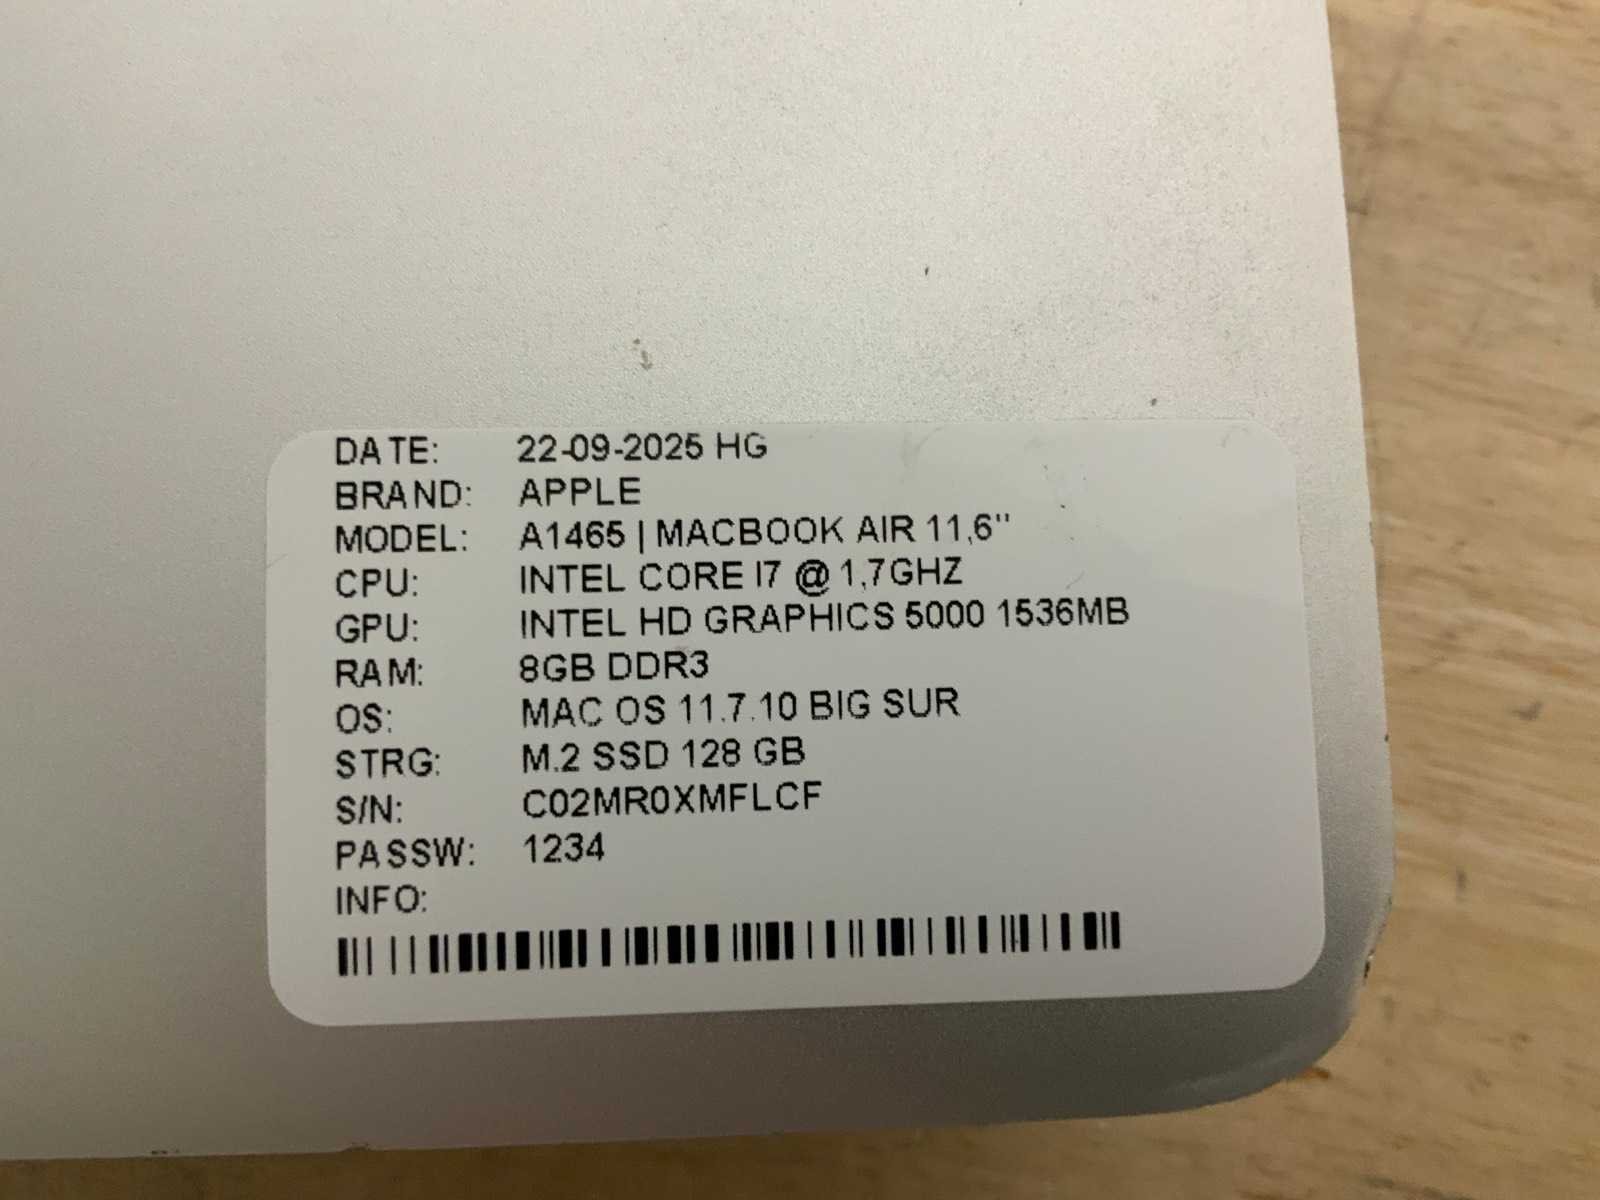 DATE: 22-09-2025 HG
BRAND: APPLE
MODEL: A1465 | MACBOOK AIR 11,6"
CPU: INTEL CORE I7 @ 1,7GHZ
GPU: INTEL HD GRAPHICS 5000 1536MB
RAM: 8GB DDR3
OS: MAC OS 11.7.10 BIG SUR
STRG: M.2 SSD 128 GB
S/N: C02MR0XMFLCF
PASSW: 1234
INFO: